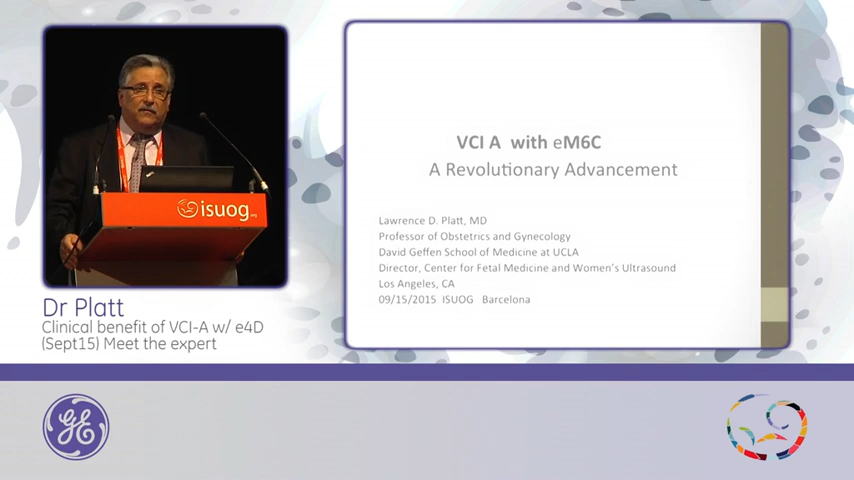 isuog.org
Dr Platt
Clinical benefit of VCI-A w/ e4D
(Sept15) Meet the expert
VCI A with eM6C
A Revolutionary Advancement
Lawrence D. Platt, MD
Professor of Obstetrics and Gynecology
David Geffen School of Medicine at UCLA
Director, Center for Fetal Medicine and Women's Ultrasound
Los Angeles, CA
09/15/2015 ISUOG Barcelona
GE